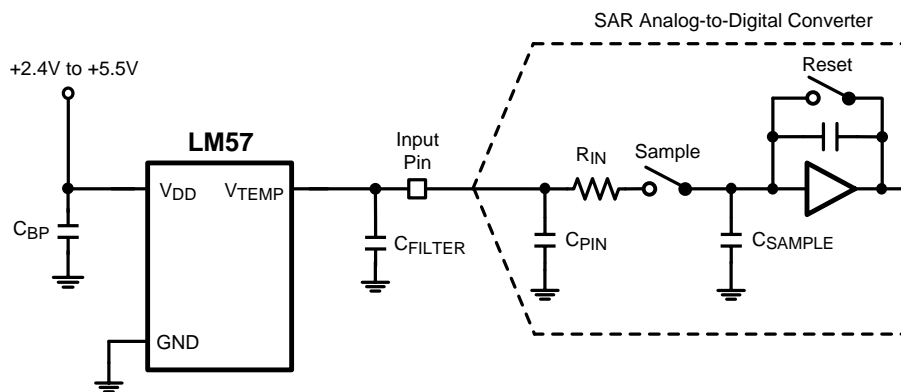 SAR Analog-to-Digital Converter
+2.4V to +5.5V
Reset
LM57
Input
Pin
RIN
Sample
VDD
VTEMP
CBP
CFILTER
CPIN
CSAMPLE
GND